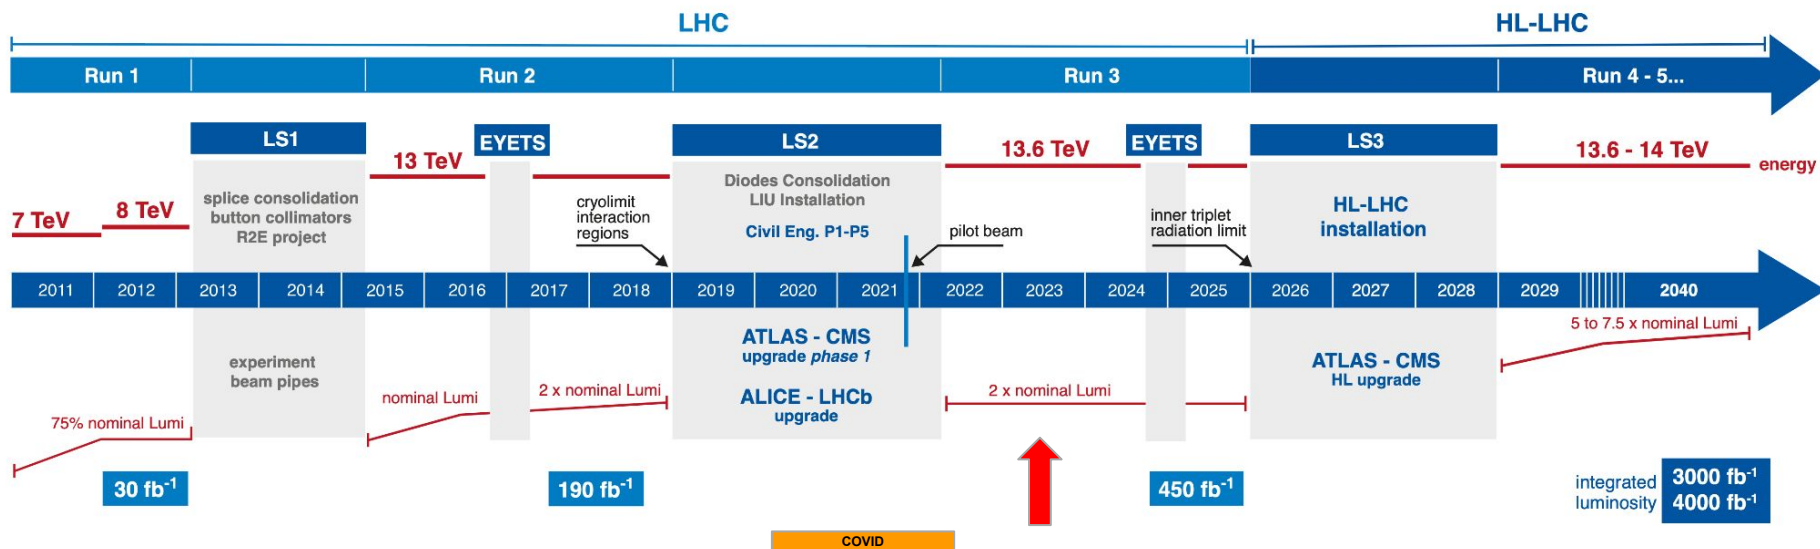 LHC
HL-LHC
Run 1
Run 2
Run 3
Run 4 - 5...
LS1
EYETS
LS2
EYETS
LS3
13 TeV
13.6 TeV
13.6 - 14 TeV
energy
7 TeV
8 TeV
splice consolidation
button collimators
R2E project
cryolimit
interaction
regions
Diodes Consolidation
LIU Installation
Civil Eng. P1-P5
pilot beam
inner triplet
radiation limit
HL-LHC
installation
2011
2012
2013
2014
2015
2016
2017
2018
2019
2020
2021
2022
2023
2024
2025
2026
2027
2028
2029
2040
5 to 7.5 x nominal Lumi
experiment
beam pipes
ATLAS - CMS
upgrade phase 1
ALICE - LHCb
upgrade
ATLAS - CMS
HL upgrade
75% nominal Lumi
nominal Lumi
2 x nominal Lumi
2 x nominal Lumi
30 fb⁻¹
190 fb⁻¹
450 fb⁻¹
integrated
luminosity
3000 fb⁻¹
4000 fb⁻¹
COVID